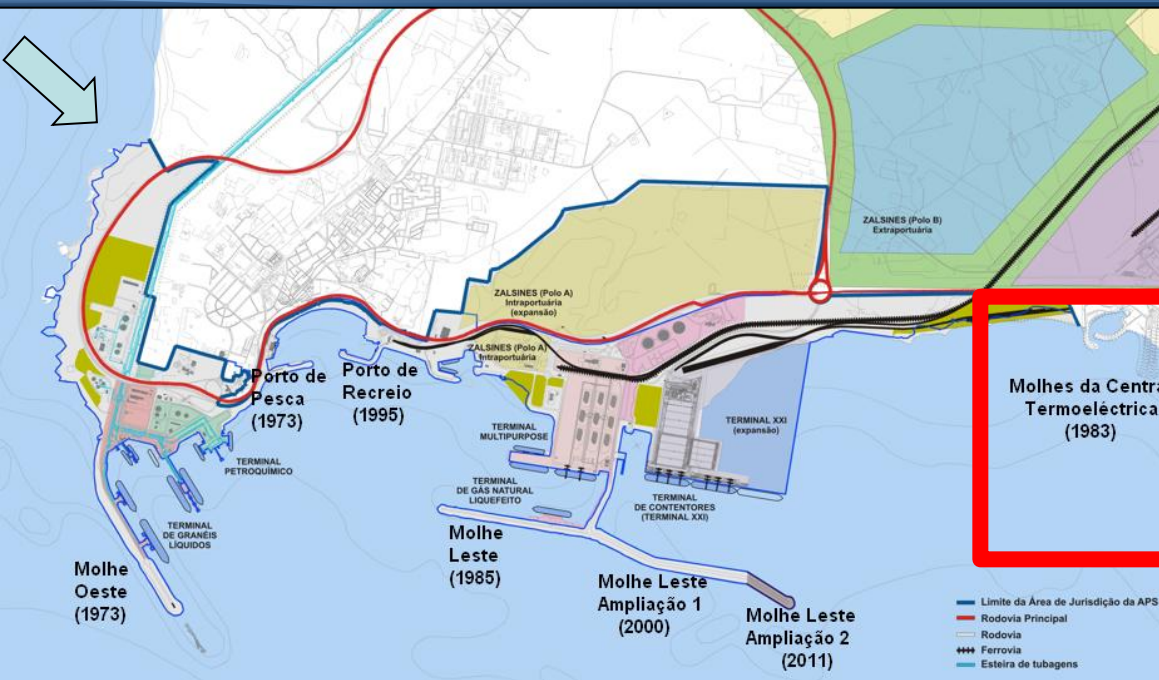 ZALSINES (Polo B)
Extraportuária
ZALSINES (Polo A)
Intraportuária
(expansão)
ZALSINES (Polo A)
Intraportuária
Porto de
Pesca
(1973)
Porto de
Recreio
(1995)
Molhes da Centra
Termoeléctrica
(1983)
TERMINAL
MULTIPURPOSE
TERMINAL XXI
(expansão)
TERMINAL
PETROQUÍMICO
TERMINAL
DE GÁS NATURAL
LIQUEFEITO
TERMINAL
DE CONTENTORES
(TERMINAL XXI)
TERMINAL
DE GRANÉIS
LÍQUIDOS
Molhe
Leste
(1985)
Molhe
Oeste
(1973)
Molhe Leste
Ampliação 1
(2000)
Molhe Leste
Ampliação 2
(2011)
Limite da Área de Jurisdição da APS
Rodovia Principal
Rodovia
Ferrovia
Esteira de tubagens